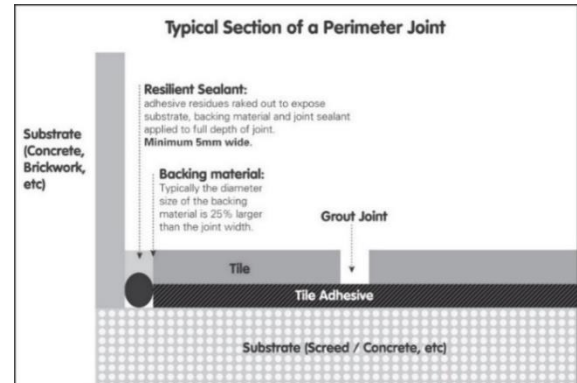 Typical Section of a Perimeter Joint
Resilient Sealant:
adhesive residues raked out to expose
substrate, backing material and joint sealant
applied to full depth of joint.
Minimum 5mm wide.
Substrate
(Concrete,
Brickwork,
etc)
Backing material:
Typically the diameter
size of the backing
material is 25% larger
than the joint width.
Grout Joint
Tile
Tile Adhesive
Substrate (Screed / Concrete, etc)